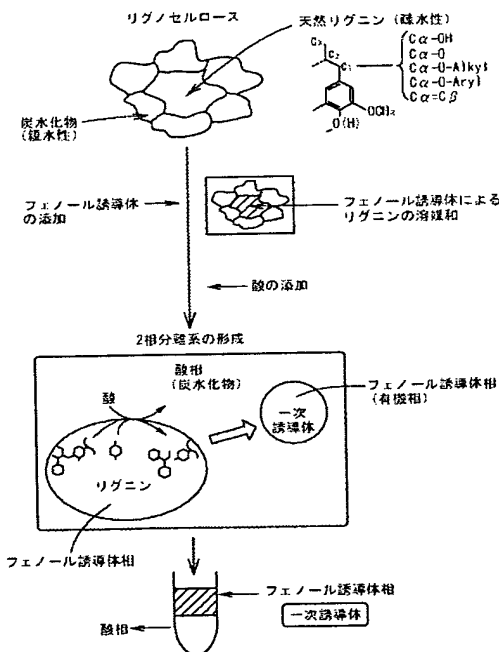 リグノセルロース
天然リグニン(疎水性)
Cα-OH
Cα-O
Cα-O-Alkyl
Cα-O-Aryl
Cα=Cβ
C₃
C₂
C₁
OCH₃
O(H)
炭水化物
(親水性)
フェノール誘導体
の添加
フェノール誘導体による
リグニンの溶媒和
酸の添加
2相分離系の形成
酸相
(炭水化物)
酸
リグニン
一次
誘導体
フェノール誘導体相
(有機相)
フェノール誘導体相
フェノール誘導体相
一次誘導体
酸相